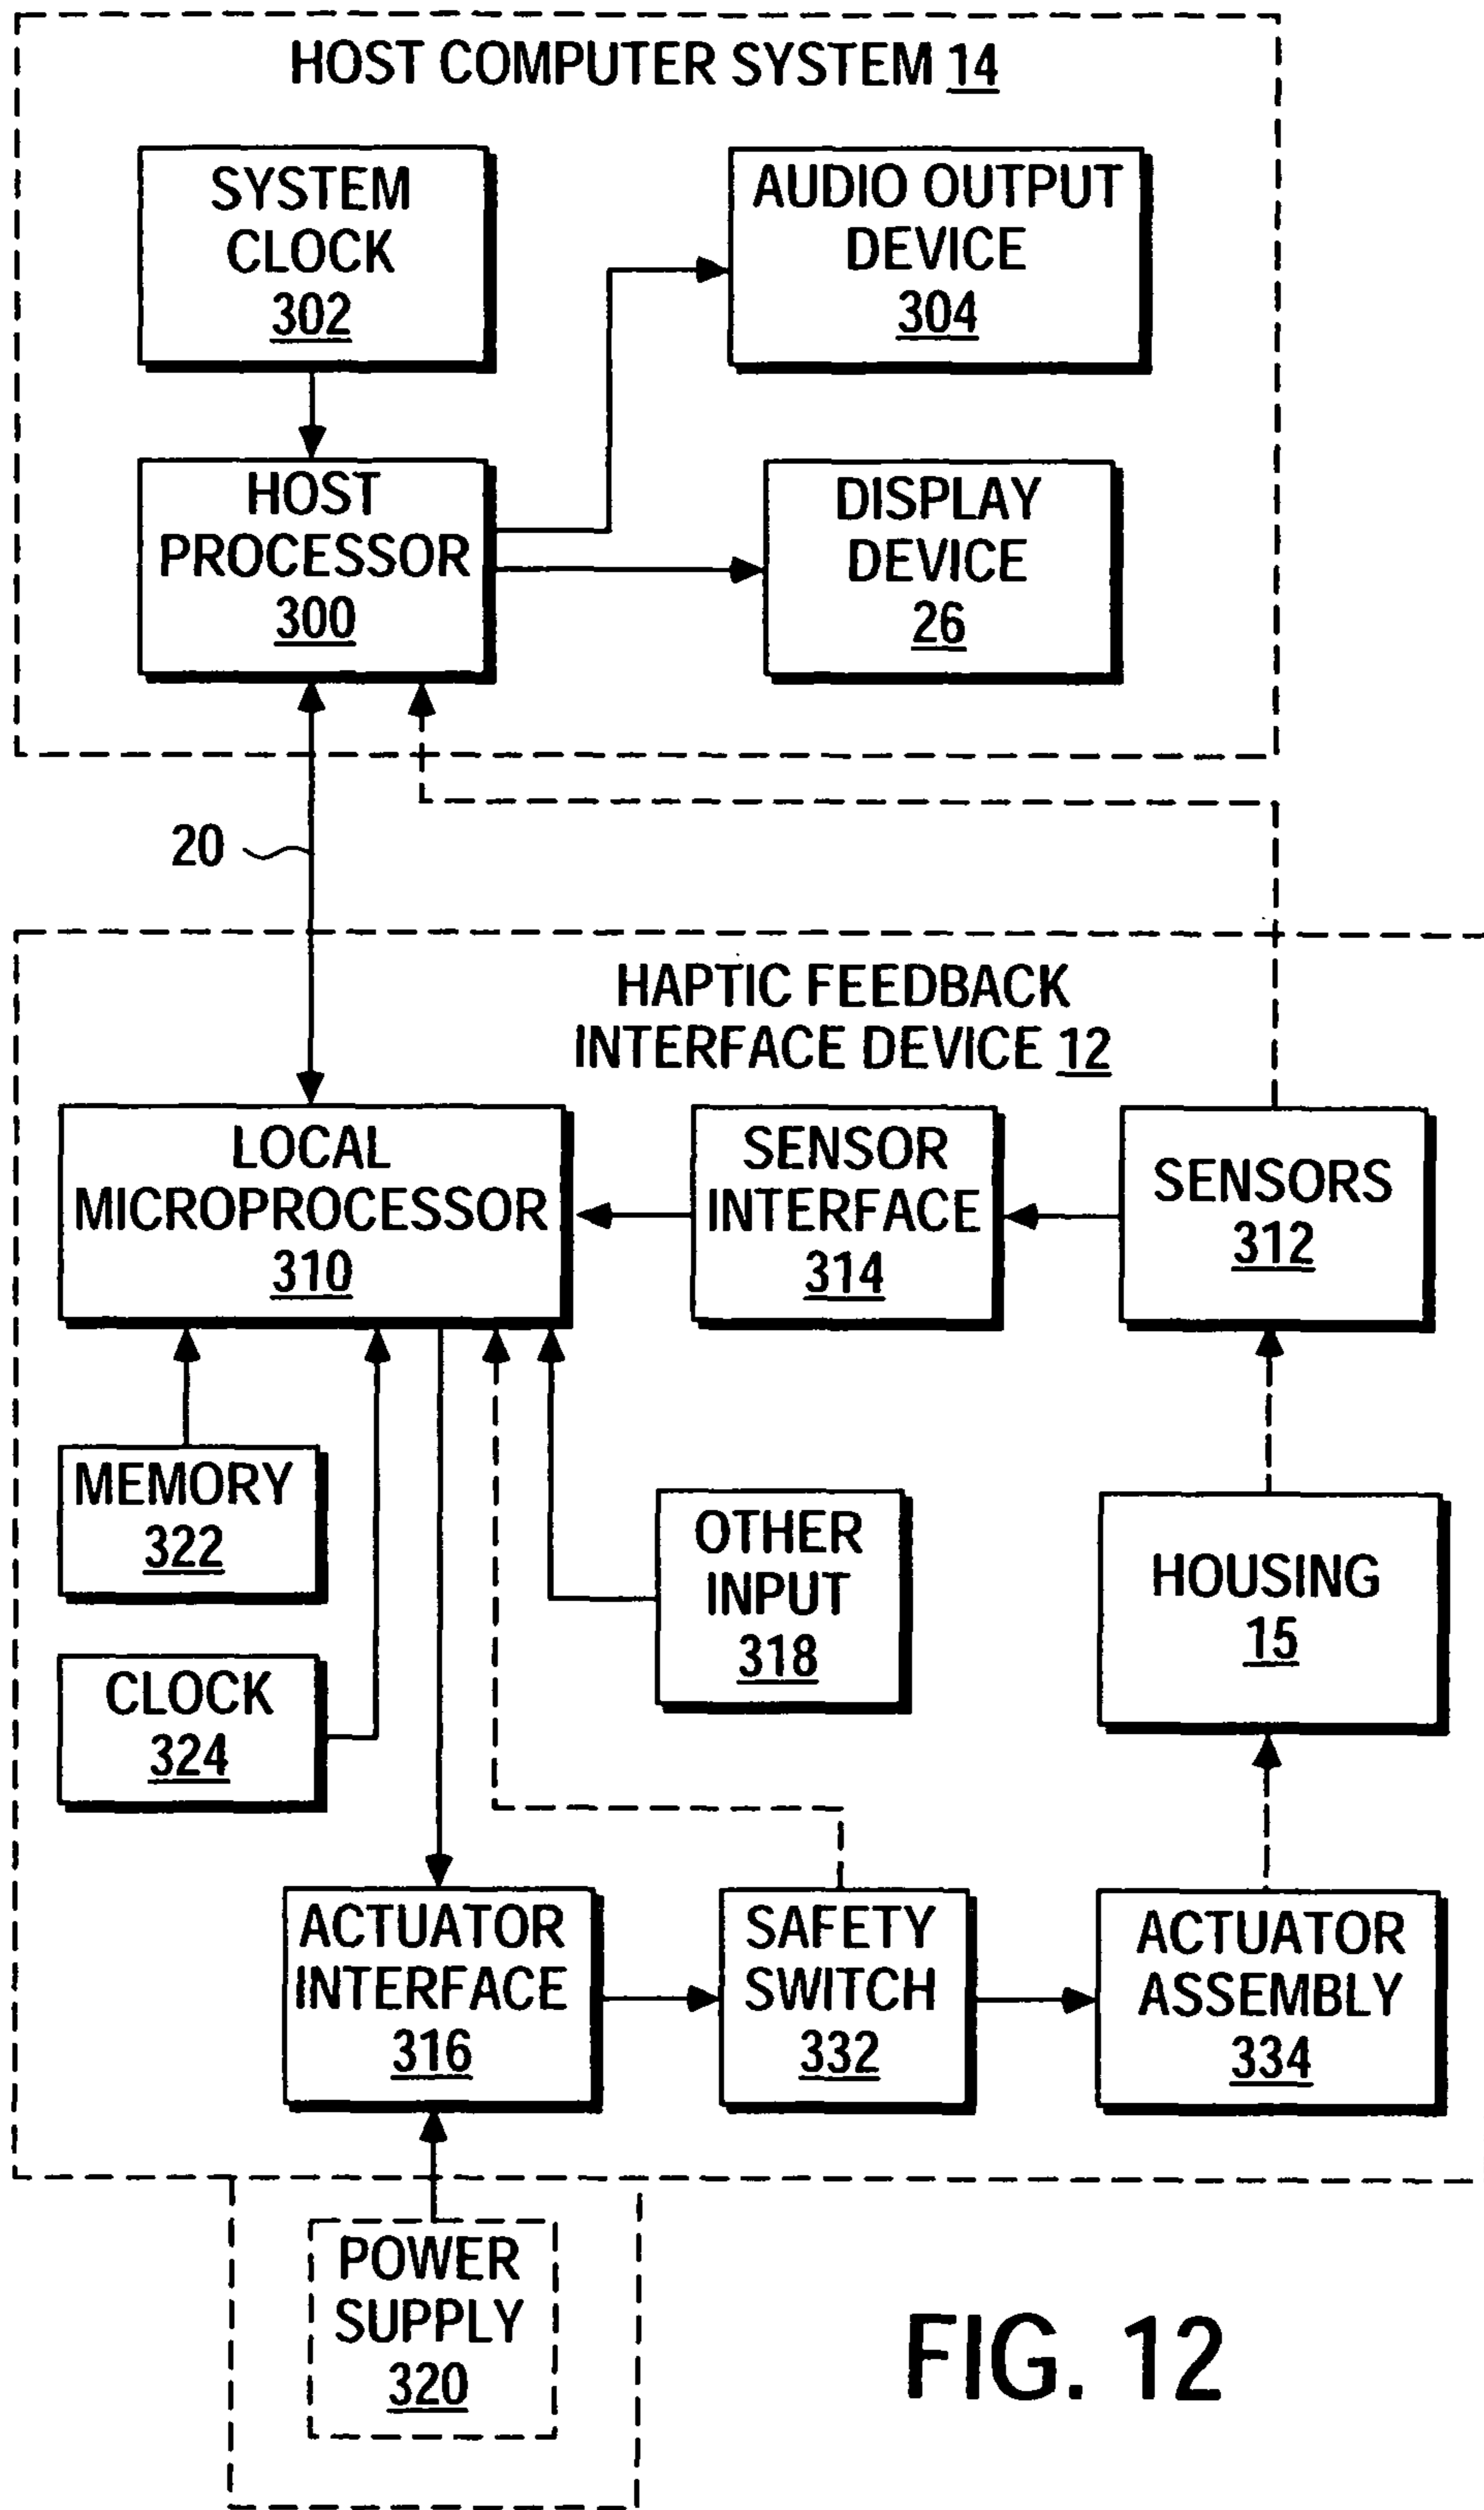 HOST COMPUTER SYSTEM 14
SYSTEM
CLOCK
302
AUDIO OUTPUT
DEVICE
304
HOST
PROCESSOR
300
DISPLAY
DEVICE
26
20
HAPTIC FEEDBACK
INTERFACE DEVICE 12
LOCAL
MICROPROCESSOR
310
SENSOR
INTERFACE
314
SENSORS
312
MEMORY
322
OTHER
INPUT
318
HOUSING
15
CLOCK
324
ACTUATOR
INTERFACE
316
SAFETY
SWITCH
332
ACTUATOR
ASSEMBLY
334
POWER
SUPPLY
320
FIG. 12